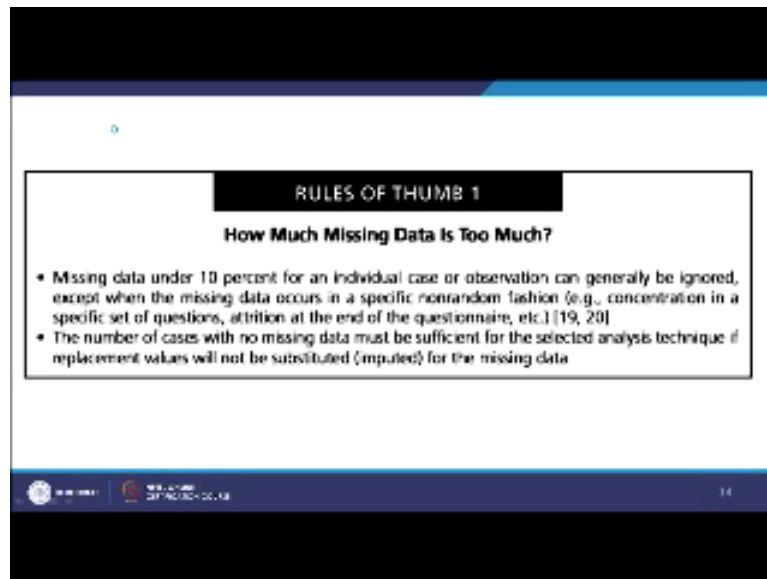 RULES OF THUMB 1
How Much Missing Data Is Too Much?
• Missing data under 10 percent for an individual case or observation can generally be ignored,
except when the missing data occurs in a specific nonrandom fashion (e.g., concentration in a
specific set of questions, attrition at the end of the questionnaire, etc.) [19, 20]
• The number of cases with no missing data must be sufficient for the selected analysis technique if
replacement values will not be substituted (imputed) for the missing data
CERTIFICATION COURSE
14